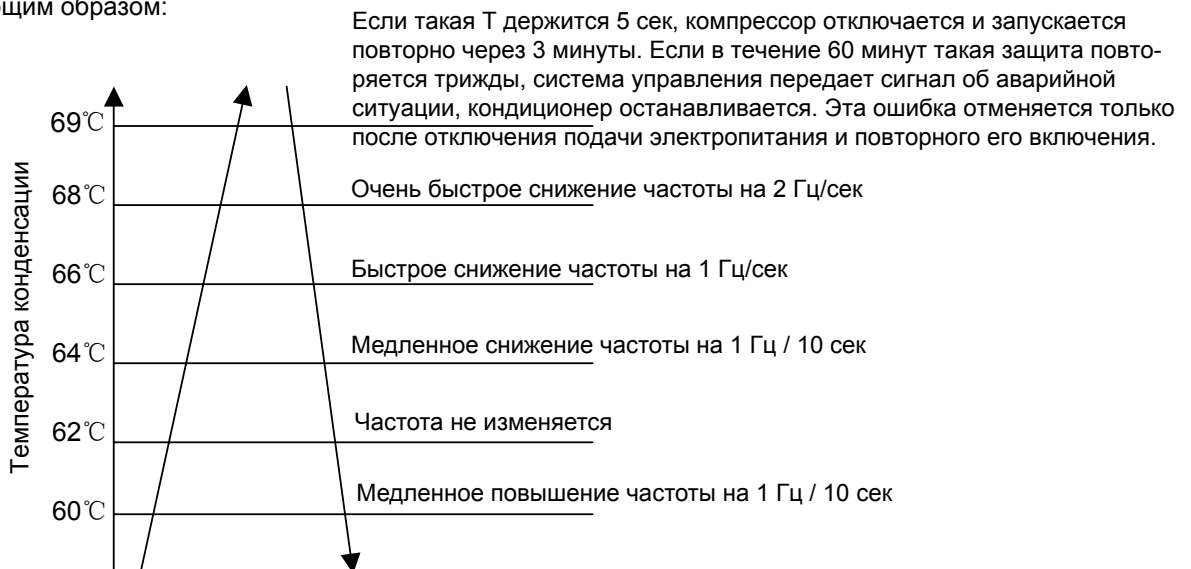 ощим образом:
Если такая Т держится 5 сек, компрессор отключается и запускается
повторно через 3 минуты. Если в течение 60 минут такая защита повто-
ряется трижды, система управления передает сигнал об аварийной
ситуации, кондиционер останавливается. Эта ошибка отменяется только
после отключения подачи электропитания и повторного его включения.
69℃
68℃
Очень быстрое снижение частоты на 2 Гц/сек
66℃
Быстрое снижение частоты на 1 Гц/сек
64℃
Медленное снижение частоты на 1 Гц / 10 сек
62℃
Частота не изменяется
60℃
Медленное повышение частоты на 1 Гц / 10 сек
Температура конденсации